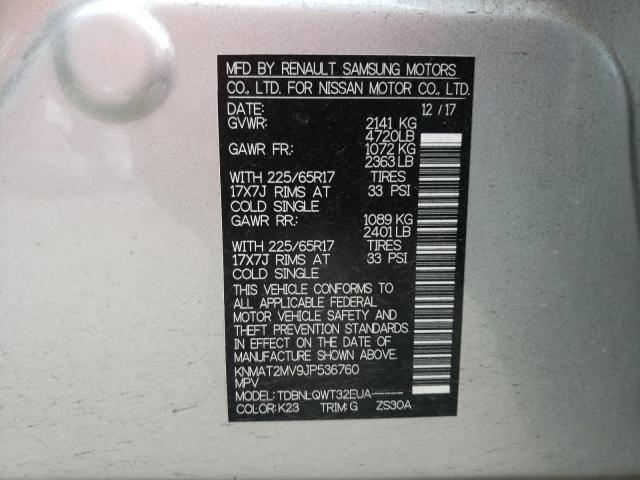 MFD BY RENAULT SAMSUNG MOTORS
CO., LTD. FOR NISSAN MOTOR CO., LTD.
DATE: 12/17
GVWR: 2141 KG
4720LB
GAWR FR: 1072 KG
2363LB
WITH 225/65R17 TIRES
17X7J RIMS AT 33 PSI
COLD SINGLE
GAWR RR: 1089 KG
2401LB
WITH 225/65R17 TIRES
17X7J RIMS AT 33 PSI
COLD SINGLE
THIS VEHICLE CONFORMS TO
ALL APPLICABLE FEDERAL
MOTOR VEHICLE SAFETY AND
THEFT PREVENTION STANDARDS
IN EFFECT ON THE DATE OF
MANUFACTURE SHOWN ABOVE.
KNMAT2MV9JP536760
MPV
MODEL: TDBNLQWT32EUA-----
COLOR: K23 TRIM: G ZS30A